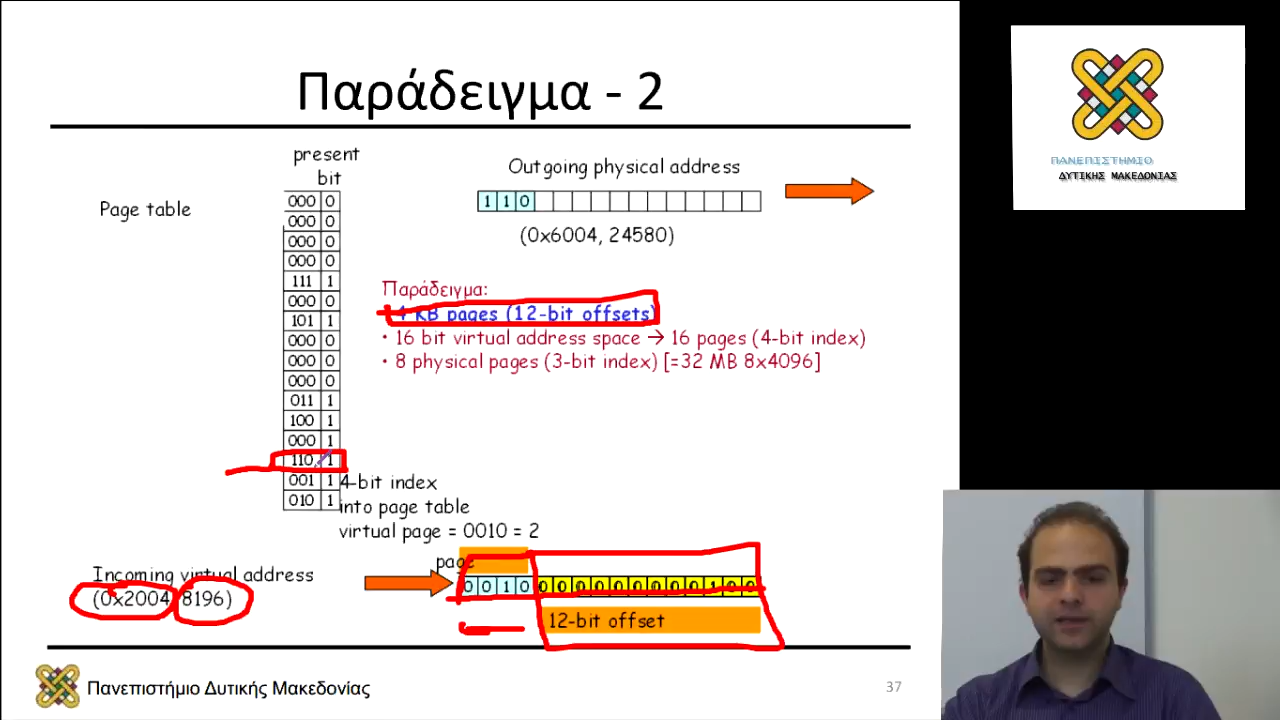 Παράδειγμα - 2
ΠΑΝΕΠΙΣΤΗΜΙΟ
ΔΥΤΙΚΗΣ ΜΑΚΕΔΟΝΙΑΣ
present
bit
Page table
000 0
000 0
000 0
000 0
111 1
000 0
101 1
000 0
000 0
000 0
011 1
100 1
000 1
110 1
001 1
010 1
Outgoing physical address
1 1 0
(0x6004, 24580)
Παράδειγμα:
KB pages (12-bit offsets)
• 16 bit virtual address space → 16 pages (4-bit index)
• 8 physical pages (3-bit index) [=32 MB 8x4096]
4-bit index
into page table
virtual page = 0010 = 2
page
Incoming virtual address
(0x2004, 8196)
0 0 1 0 0 0 0 0 0 0 0 0 0 1 0 0
12-bit offset
Πανεπιστήμιο Δυτικής Μακεδονίας
37